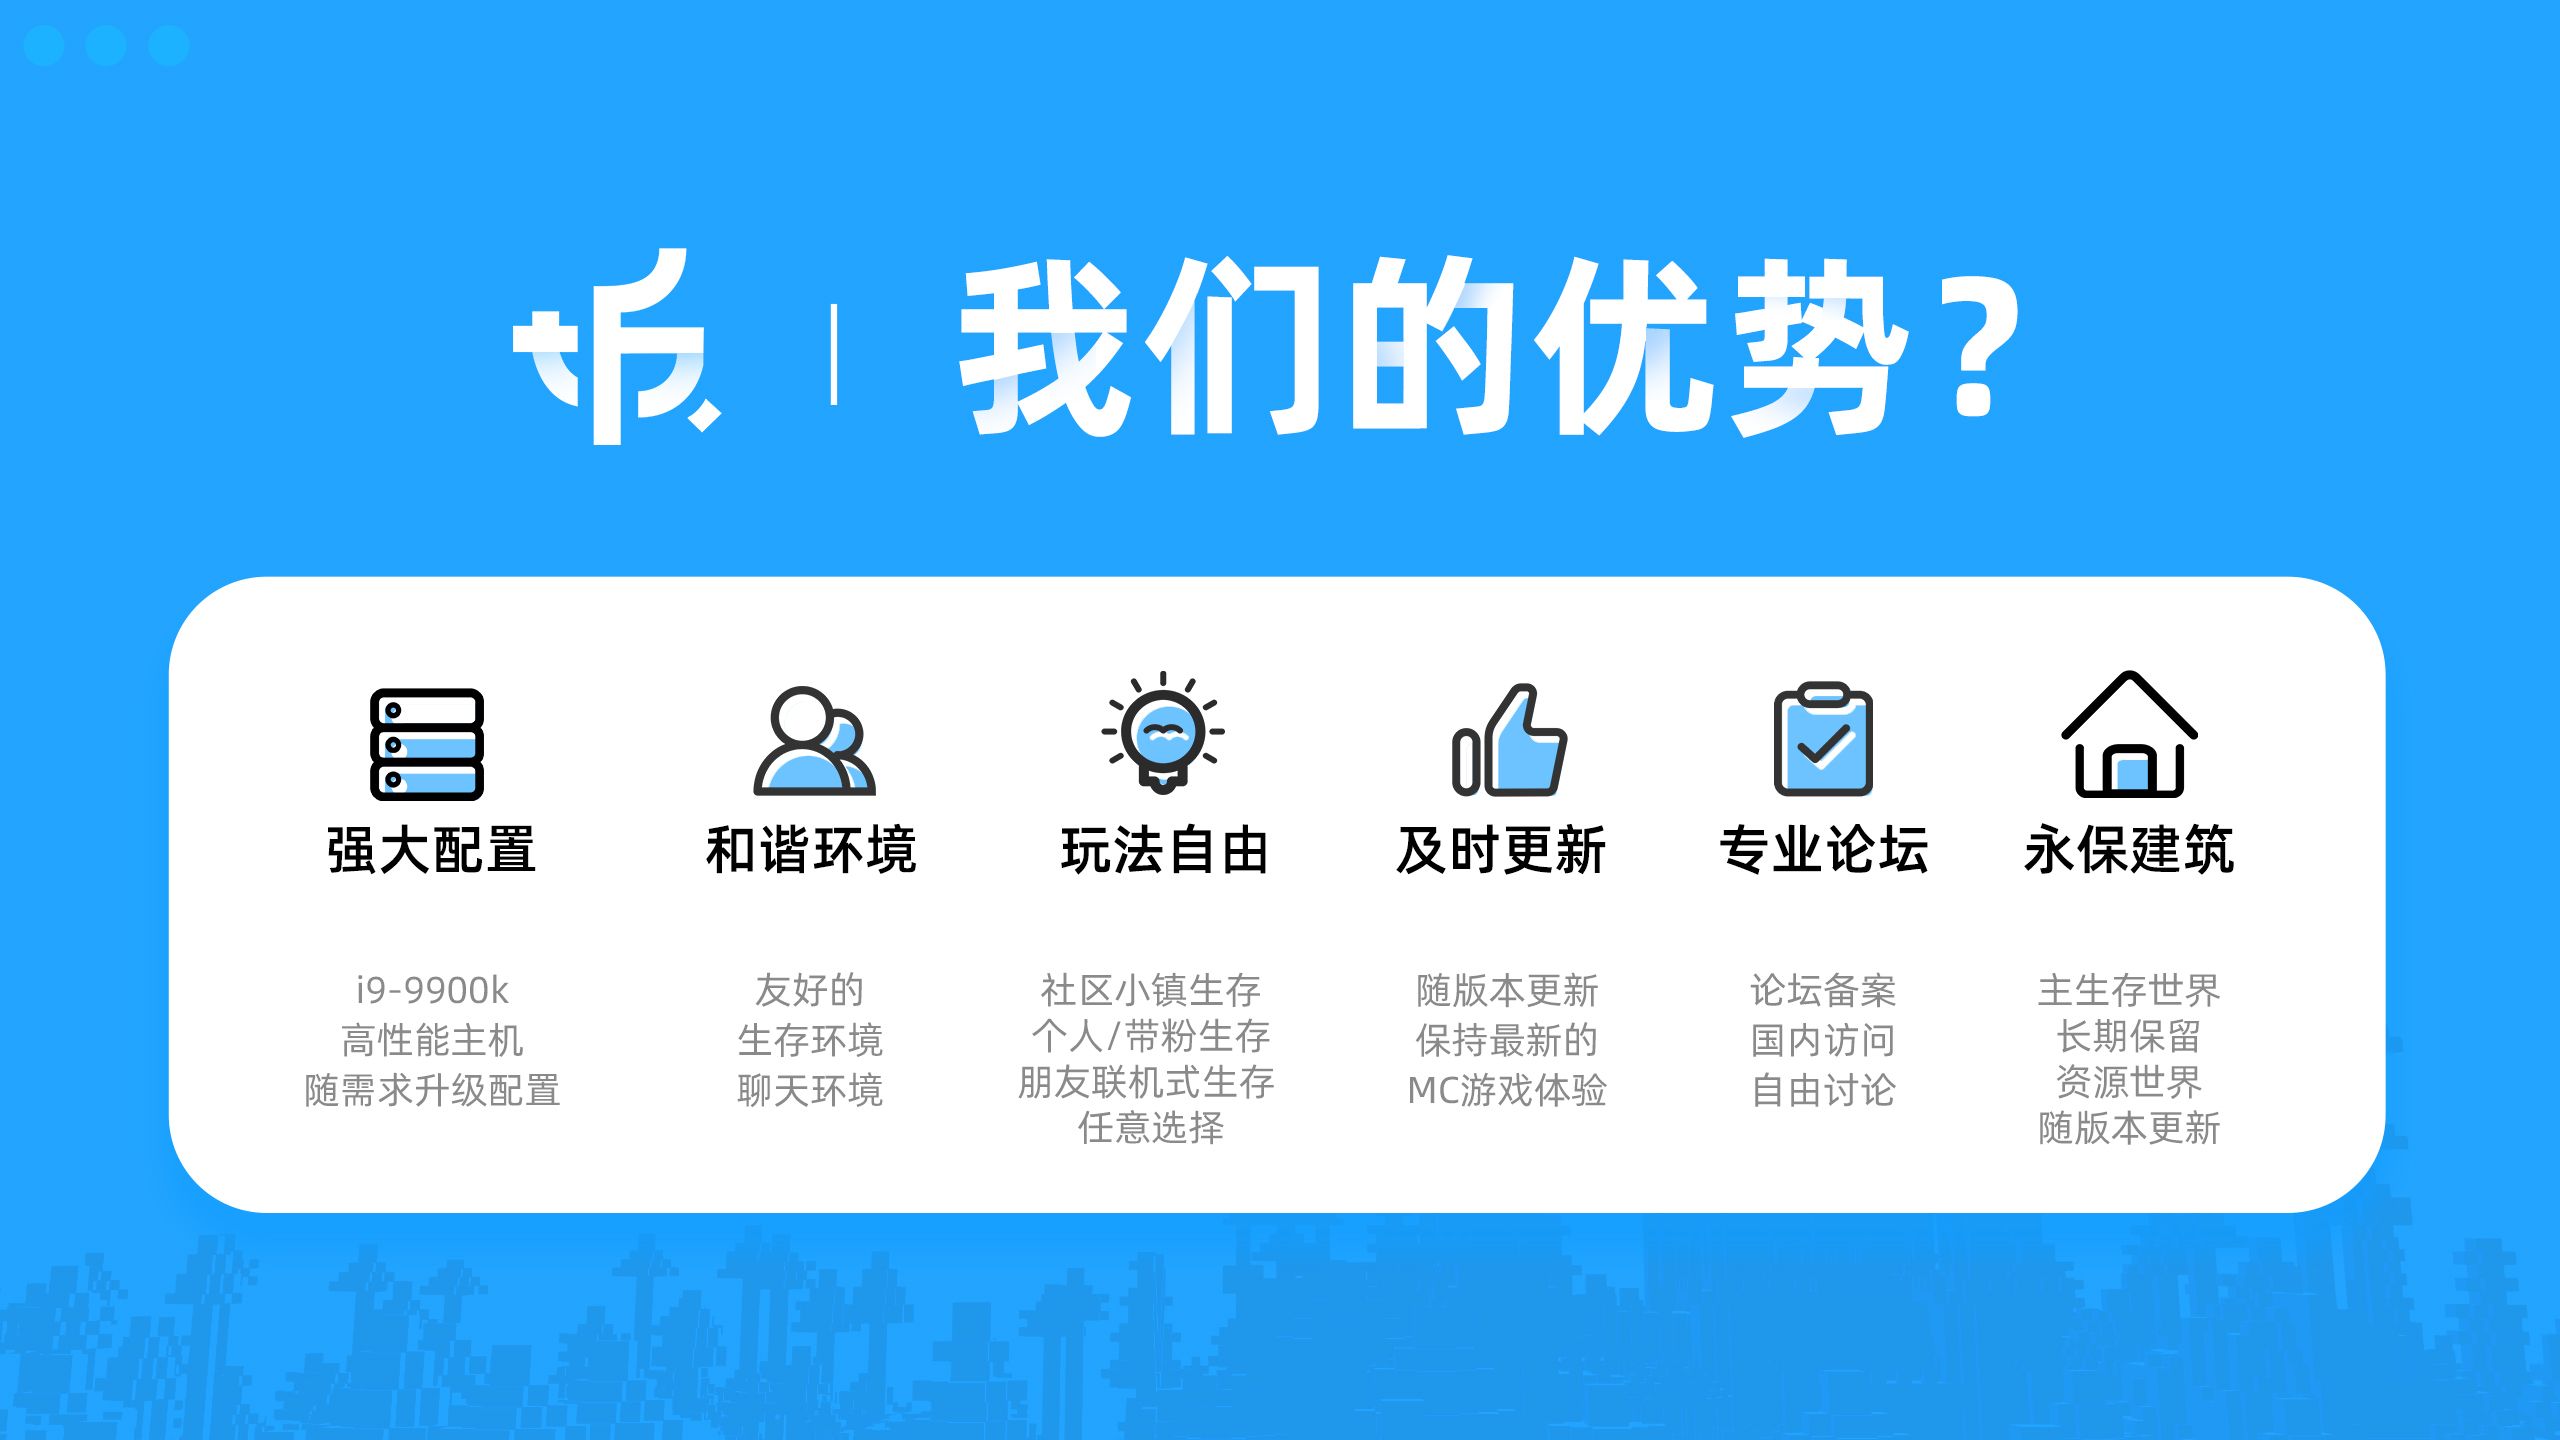 我们的优势？
强大配置
i9-9900k
高性能主机
随需求升级配置
和谐环境
友好的
生存环境
聊天环境
玩法自由
社区小镇生存
个人/带粉生存
朋友联机式生存
任意选择
及时更新
随版本更新
保持最新的
MC游戏体验
专业论坛
论坛备案
国内访问
自由讨论
永保建筑
主生存世界
长期保留
资源世界
随版本更新